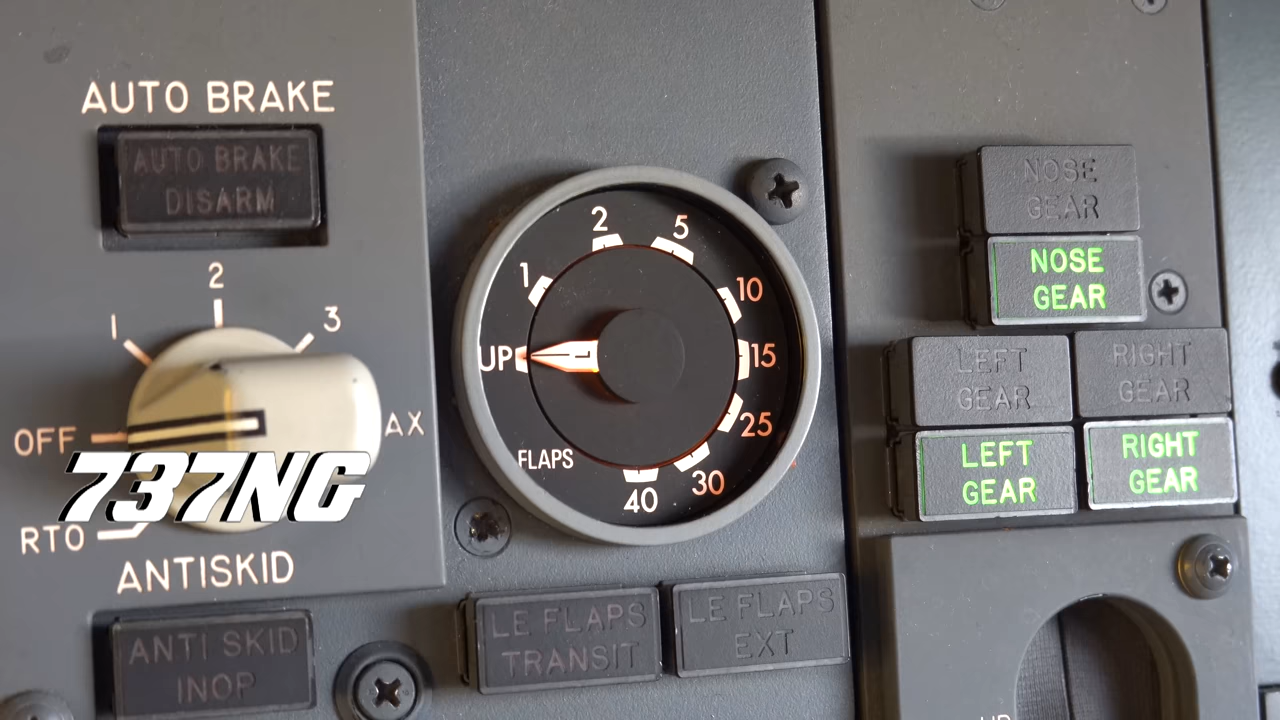 AUTO BRAKE
AUTO BRAKE
DISARM
1
2
3
OFF
AX
RTO
737NG
ANTISKID
ANTI SKID
INOP
UP
1
2
5
10
15
25
30
40
FLAPS
LE FLAPS
TRANSIT
LE FLAPS
EXT
NOSE
GEAR
NOSE
GEAR
LEFT
GEAR
RIGHT
GEAR
LEFT
GEAR
RIGHT
GEAR
UP